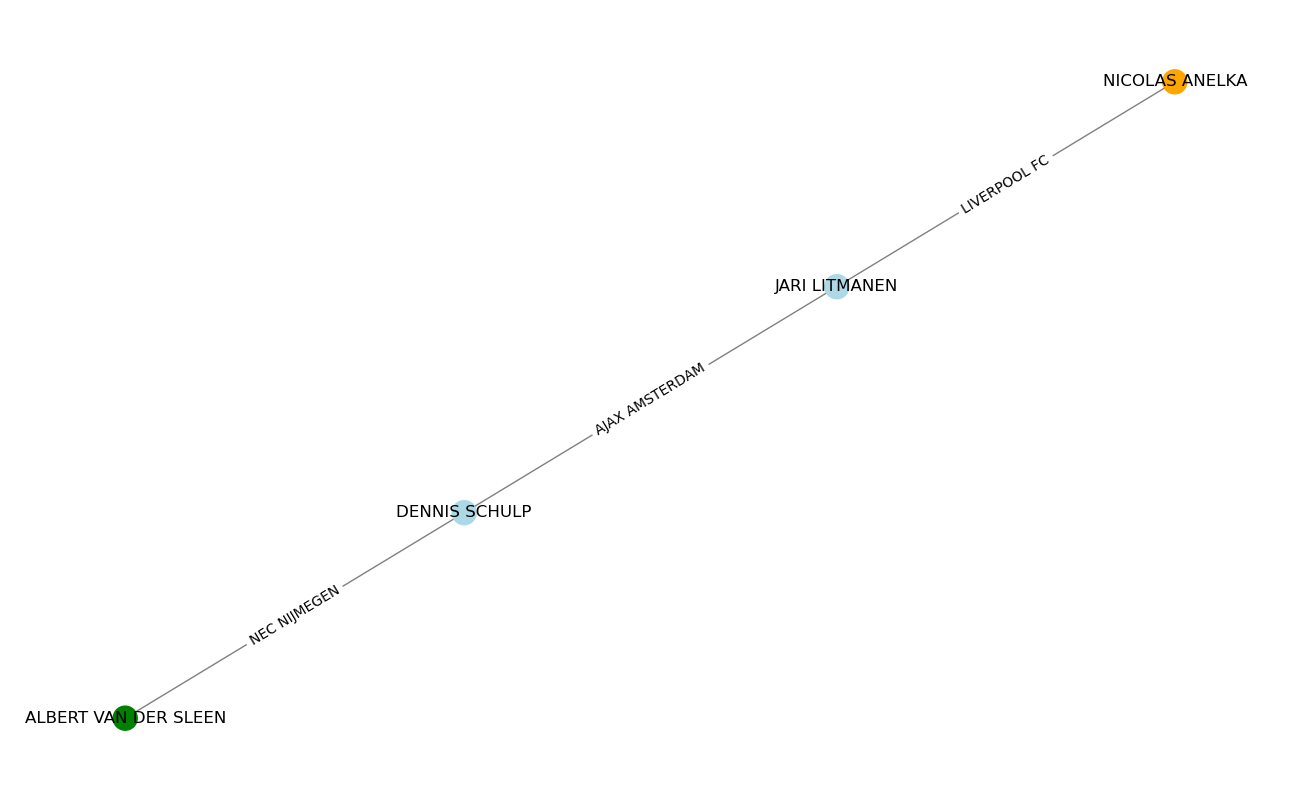 NICOLAS ANELKA
LIVERPOOL FC
JARI LITMANEN
AJAX AMSTERDAM
DENNIS SCHULP
NEC NIJMEGEN
ALBERT VAN DER SLEEN